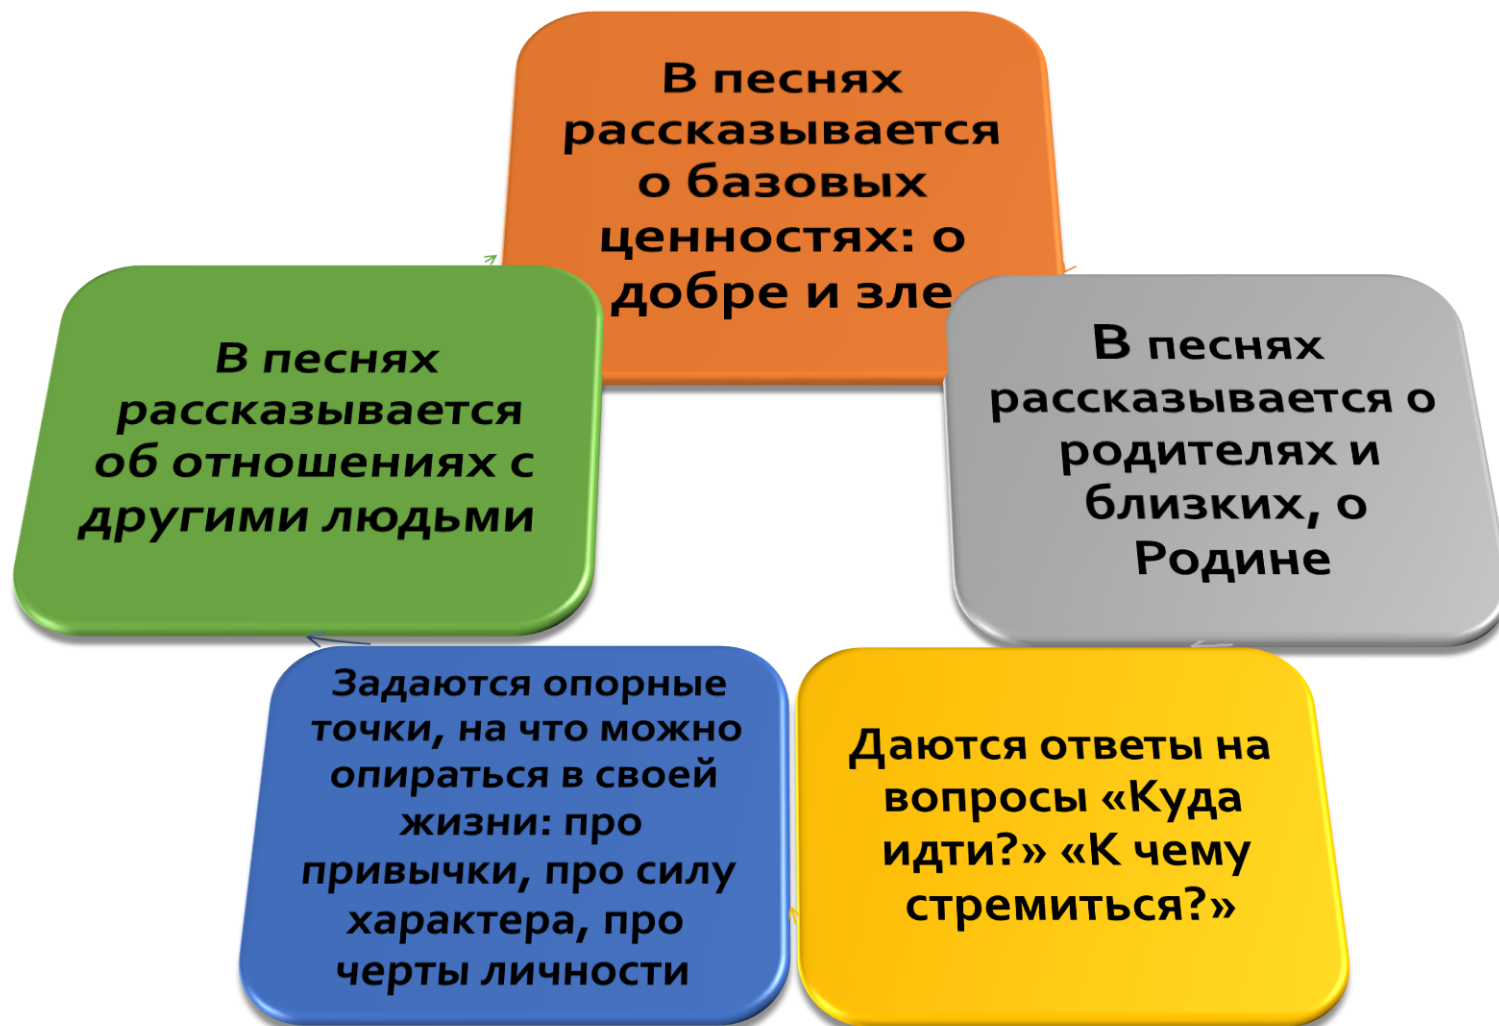 В песнях
рассказывается
о базовых
ценностях: о
добре и зле
В песнях
рассказывается о
родителях и
близких, о
Родине
Даются ответы на
вопросы «Куда
идти?» «К чему
стремиться?»
Задаются опорные
точки, на что можно
опираться в своей
жизни: про
привычки, про силу
характера, про
черты личности
В песнях
рассказывается
об отношениях с
другими людьми